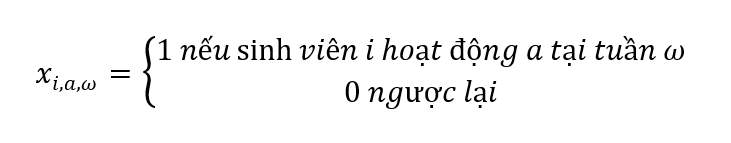 x_{i,a,ω} = {1 nếu sinh viên i hoạt động a tại tuần ω
0 ngược lại